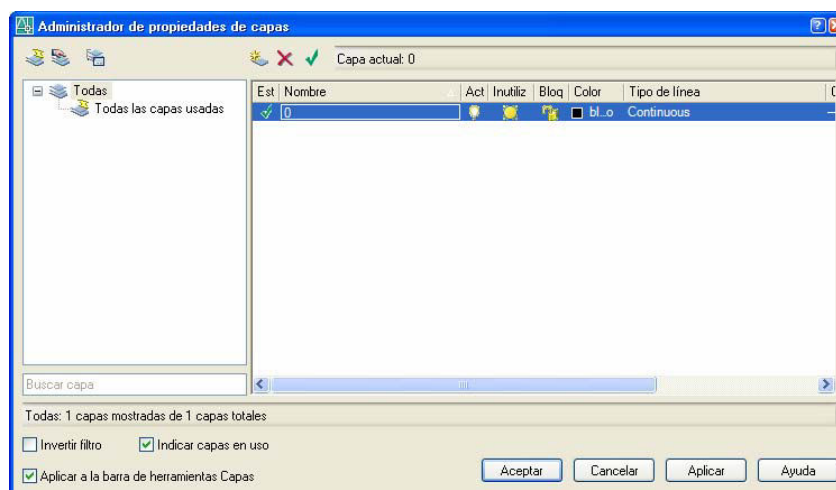 Administrador de propiedades de capas
Capa actual: 0
Todas
Todas las capas usadas
Est Nombre Act Inutiliz Bloq Color Tipo de línea
0 bl...o Continuous
Buscar capa
Todas: 1 capas mostradas de 1 capas totales
Invertir filtro Indicar capas en uso
Aplicar a la barra de herramientas Capas
Aceptar Cancelar Aplicar Ayuda